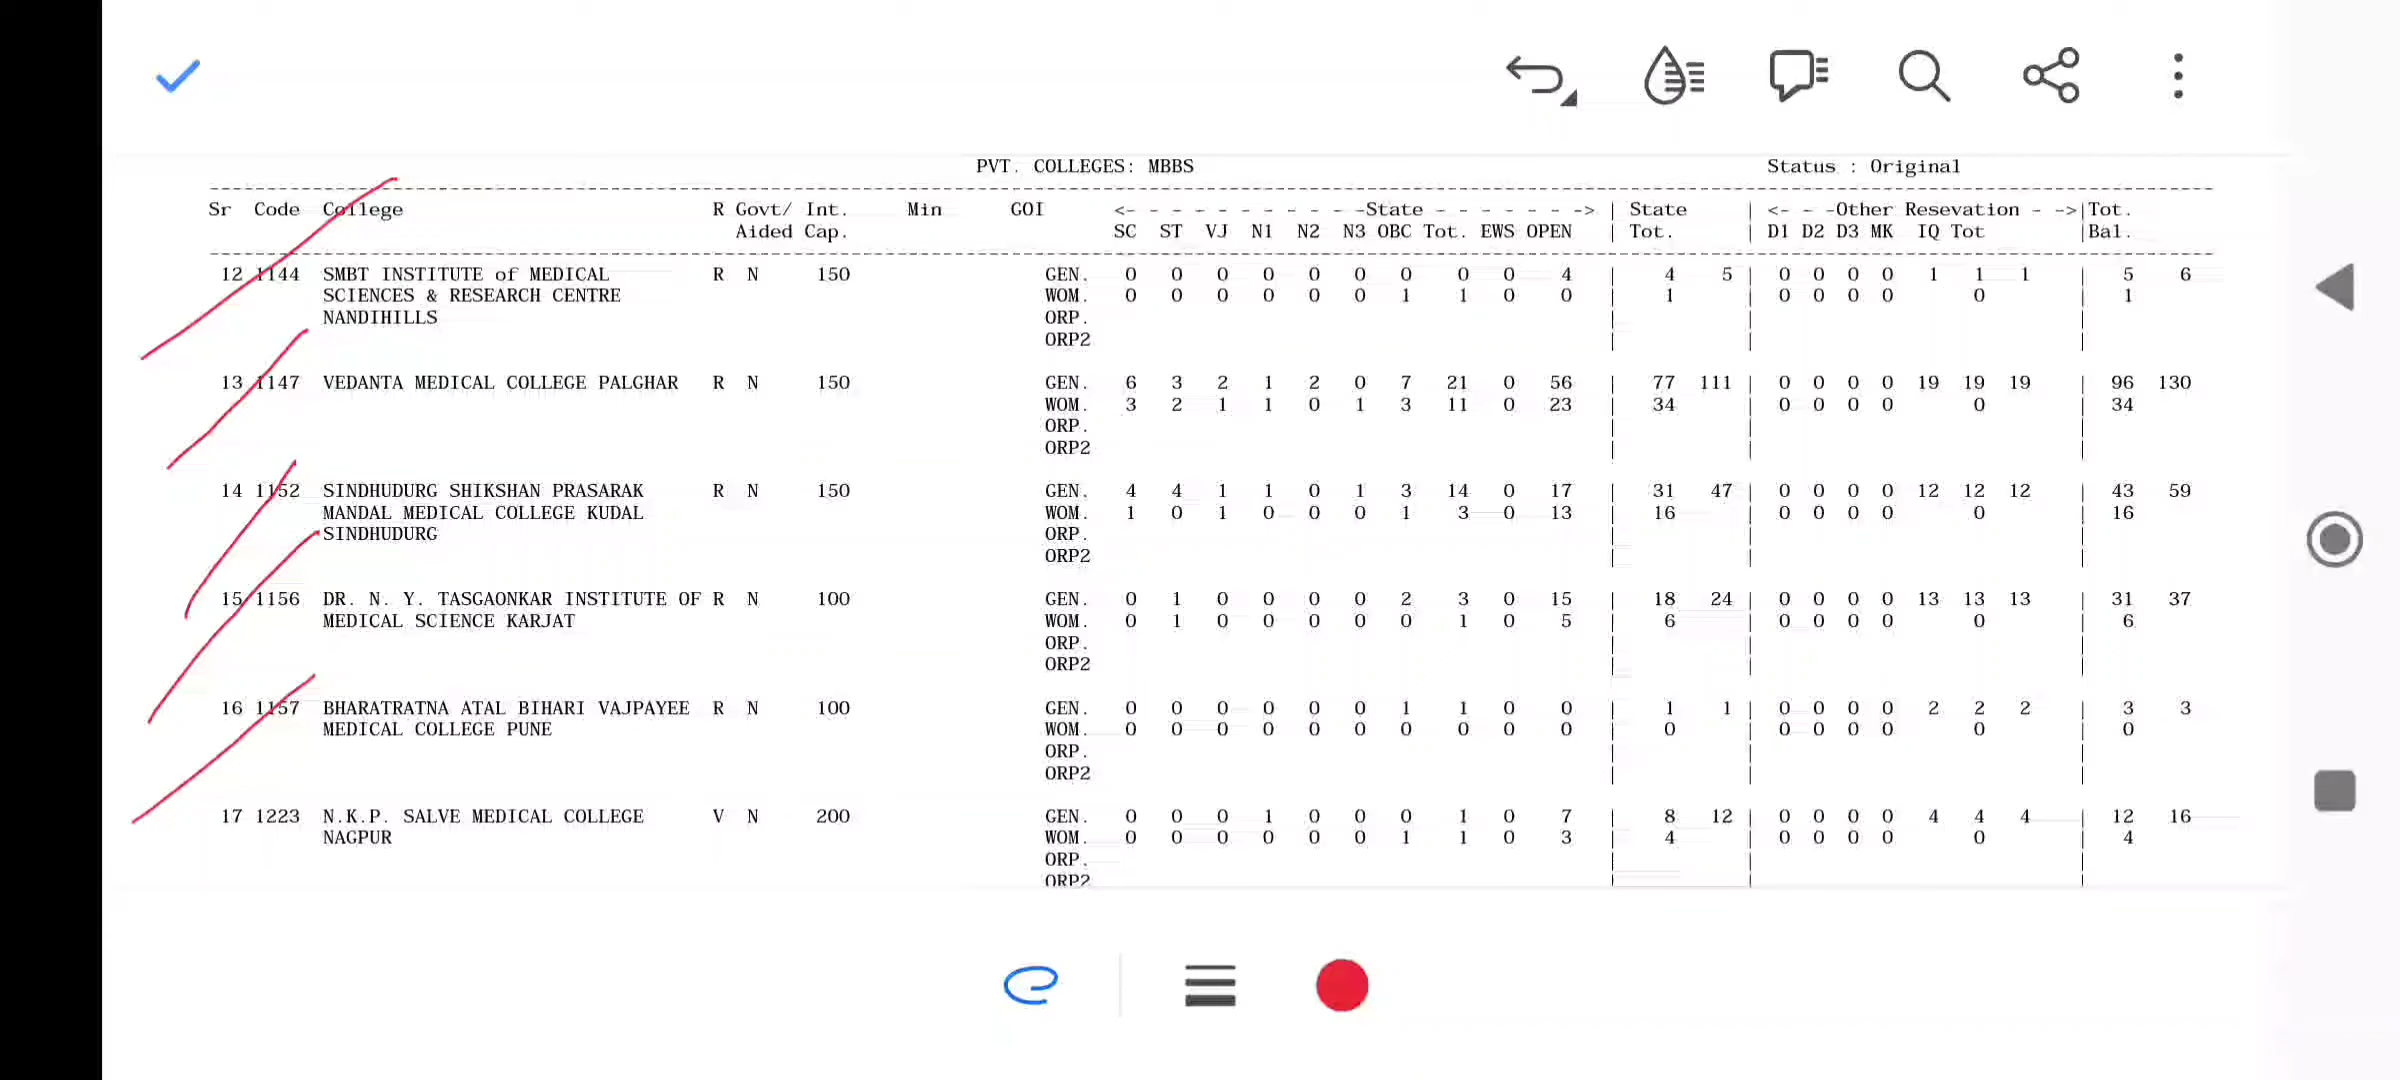 PVT. COLLEGES: MBBS Status : Original
Sr Code College R Govt/ Int. Min GOI <- - - - - - - - - - -State - - - - - - -> | State | <- - -Other Resevation - ->|Tot.
Aided Cap. SC ST VJ N1 N2 N3 OBC Tot. EWS OPEN | Tot. | D1 D2 D3 MK IQ Tot |Bal.
12 1144 SMBT INSTITUTE of MEDICAL R N 150 GEN. 0 0 0 0 0 0 0 0 0 4 | 4 5 | 0 0 0 0 1 1 1 | 5 6
SCIENCES & RESEARCH CENTRE WOM. 0 0 0 0 0 0 1 1 0 0 | 1 | 0 0 0 0 0 | 1
NANDIHILLS ORP. | | |
ORP2 | | |
13 1147 VEDANTA MEDICAL COLLEGE PALGHAR R N 150 GEN. 6 3 2 1 2 0 7 21 0 56 | 77 111 | 0 0 0 0 19 19 19 | 96 130
WOM. 3 2 1 1 0 1 3 11 0 23 | 34 | 0 0 0 0 0 | 34
ORP. | | |
ORP2 | | |
14 1152 SINDHUDURG SHIKSHAN PRASARAK R N 150 GEN. 4 4 1 1 0 1 3 14 0 17 | 31 47 | 0 0 0 0 12 12 12 | 43 59
MANDAL MEDICAL COLLEGE KUDAL WOM. 1 0 1 0 0 0 1 3 0 13 | 16 | 0 0 0 0 0 | 16
SINDHUDURG ORP. | | |
ORP2 | | |
15 1156 DR. N. Y. TASGAONKAR INSTITUTE OF R N 100 GEN. 0 1 0 0 0 0 2 3 0 15 | 18 24 | 0 0 0 0 13 13 13 | 31 37
MEDICAL SCIENCE KARJAT WOM. 0 1 0 0 0 0 0 1 0 5 | 6 | 0 0 0 0 0 | 6
ORP. | | |
ORP2 | | |
16 1157 BHARATRATNA ATAL BIHARI VAJPAYEE R N 100 GEN. 0 0 0 0 0 0 1 1 0 0 | 1 1 | 0 0 0 0 2 2 2 | 3 3
MEDICAL COLLEGE PUNE WOM. 0 0 0 0 0 0 0 0 0 0 | 0 | 0 0 0 0 0 | 0
ORP. | | |
ORP2 | | |
17 1223 N.K.P. SALVE MEDICAL COLLEGE V N 200 GEN. 0 0 0 1 0 0 0 1 0 7 | 8 12 | 0 0 0 0 4 4 4 | 12 16
NAGPUR WOM. 0 0 0 0 0 0 1 1 0 3 | 4 | 0 0 0 0 0 | 4
ORP. | | |
ORP2 | | |